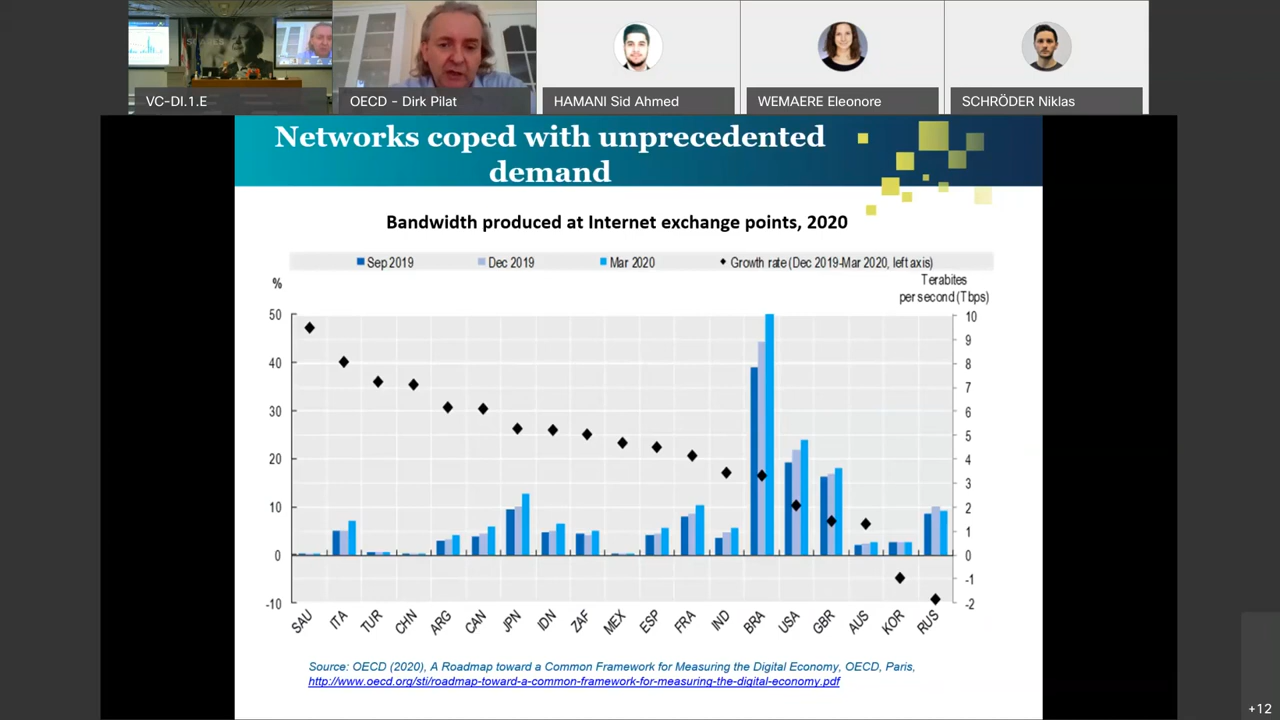 SOARES
VC-DI.1.E
OECD - Dirk Pilat
HAMANI Sid Ahmed
WEMAERE Eleonore
SCHRÖDER Niklas
Networks coped with unprecedented
demand
Bandwidth produced at Internet exchange points, 2020
Sep 2019
Dec 2019
Mar 2020
Growth rate (Dec 2019-Mar 2020, left axis)
%
Terabites
per second (Tbps)
50
40
30
20
10
0
-10
10
9
8
7
6
5
4
3
2
1
0
-1
-2
SAU
ITA
TUR
CHN
ARG
CAN
JPN
IDN
ZAF
MEX
ESP
FRA
IND
BRA
USA
GBR
AUS
KOR
RUS
Source: OECD (2020), A Roadmap toward a Common Framework for Measuring the Digital Economy, OECD, Paris,
http://www.oecd.org/sti/roadmap-toward-a-common-framework-for-measuring-the-digital-economy.pdf
+12